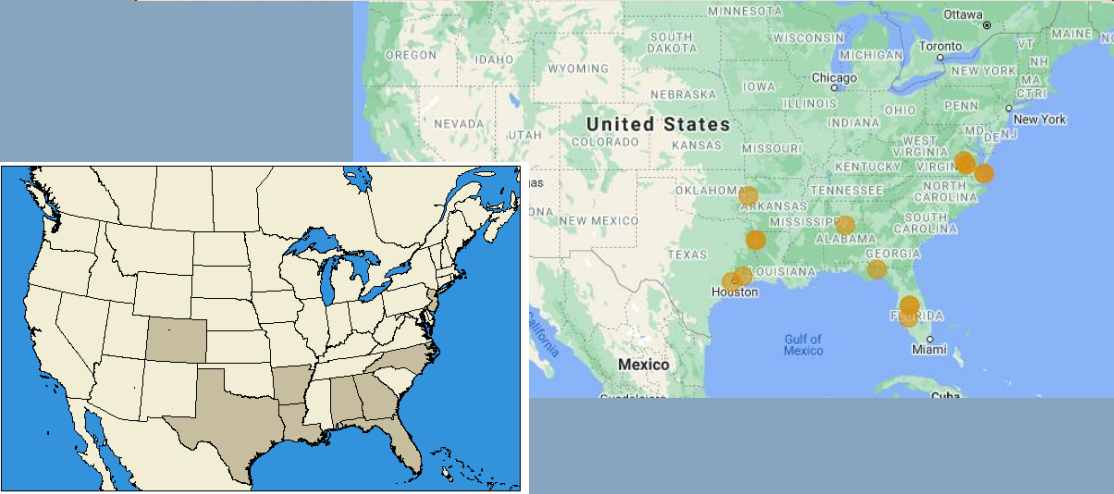 MINNESOTA
Ottawa
MAINE
OREGON
IDAHO
SOUTH
DAKOTA
WISCONSIN
MICHIGAN
Toronto
VT
NH
WYOMING
NEW YORK
MA
CT
RI
Chicago
NEBRASKA
IOWA
ILLINOIS
OHIO
PENN
INDIANA
New York
NEVADA
United States
UTAH
COLORADO
KANSAS
MISSOURI
WEST
VIRGINIA
MD
DE
NJ
KENTUCKY
VIRGIN
OKLAHOMA
TENNESSEE
NORTH
CAROLINA
ARKANSAS
NEW MEXICO
MISSISSIPPI
SOUTH
CAROLINA
ALABAMA
TEXAS
GEORGIA
LOUISIANA
Houston
FLORIDA
Gulf of
Mexico
Miami
California
Mexico
Cuba